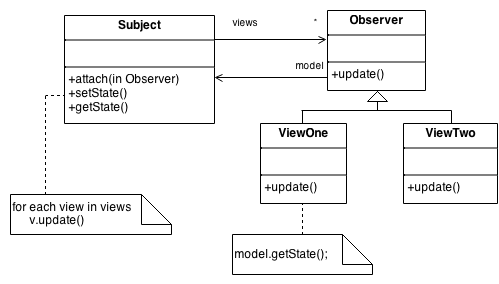 Subject
views
*
Observer
+attach(in Observer)
+setState()
+getState()
model
+update()
ViewOne
ViewTwo
+update()
+update()
for each view in views
v.update()
model.getState();